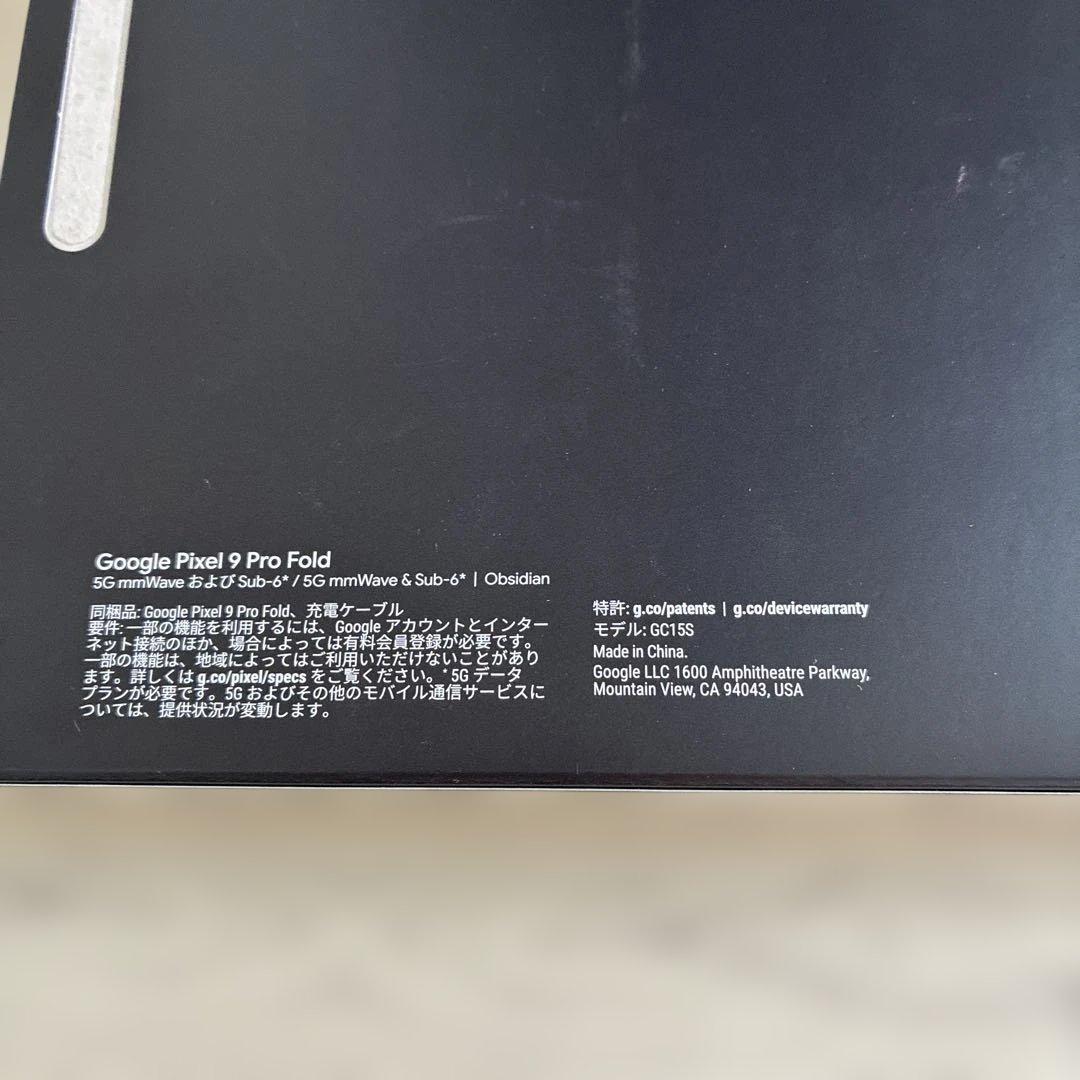 Google Pixel 9 Pro Fold
5G mmWave および Sub-6* / 5G mmWave & Sub-6* | Obsidian
同梱品: Google Pixel 9 Pro Fold、充電ケーブル
要件: 一部の機能を利用するには、Google アカウントとインター
ネット接続のほか、場合によっては有料会員登録が必要です。
一部の機能は、地域によってはご利用いただけないことがあり
ます。詳しくは g.co/pixel/specs をご覧ください。*5G データ
プランが必要です。5G およびその他のモバイル通信サービスに
ついては、提供状況が変動します。
特許: g.co/patents | g.co/devicewarranty
モデル: GC15S
Made in China.
Google LLC 1600 Amphitheatre Parkway,
Mountain View, CA 94043, USA